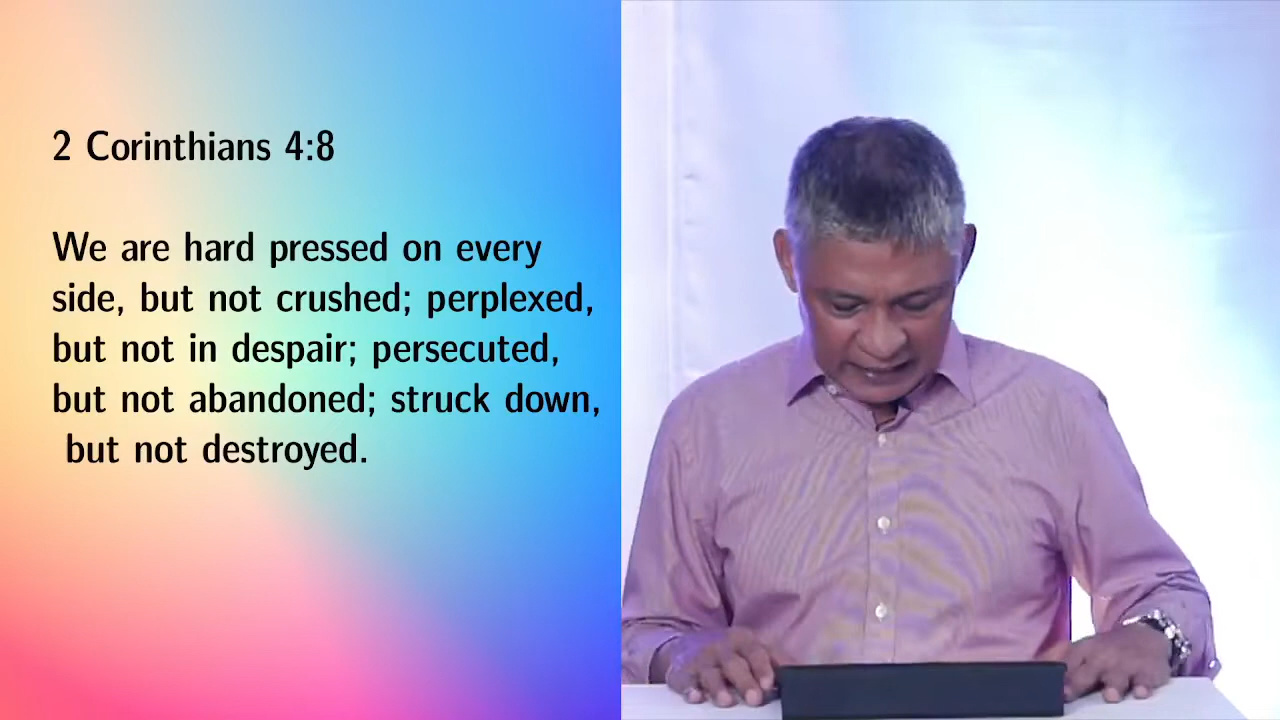 2 Corinthians 4:8
We are hard pressed on every
side, but not crushed; perplexed,
but not in despair; persecuted,
but not abandoned; struck down,
but not destroyed.